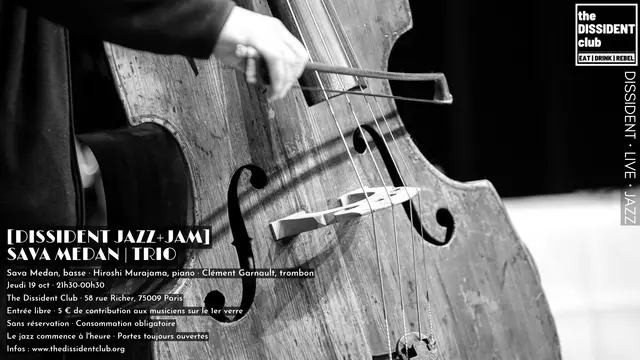 the
DISSIDENT
club
EAT | DRINK | REBEL
DISSIDENT · LIVE · JAZZ
[DISSIDENT JAZZ+JAM]
SAVA MEDAN | TRIO
Sava Medan, basse · Hiroshi Murajama, piano · Clément Garnault, trombon
Jeudi 19 oct · 21h30-00h30
The Dissident Club · 58 rue Richer, 75009 Paris
Entrée libre · 5 € de contribution aux musiciens sur le 1er verre
Sans réservation · Consommation obligatoire
Le jazz commence à l'heure · Portes toujours ouvertes
Infos : www.thedissidentclub.org